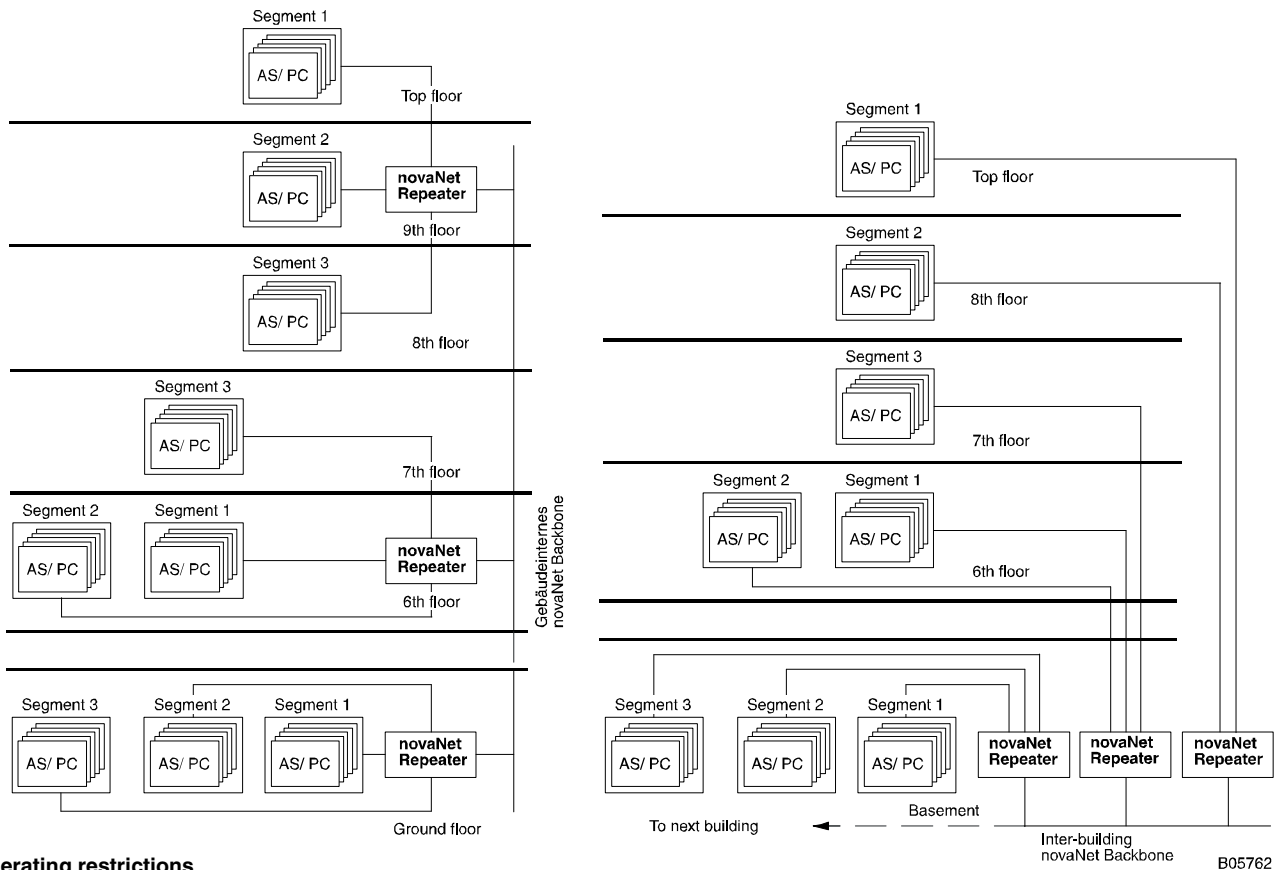 Segment 1
AS/ PC
Top floor
Segment 2
AS/ PC
novaNet
Repeater
9th floor
Segment 3
AS/ PC
8th floor
Segment 3
AS/ PC
7th floor
Segment 2
Segment 1
AS/ PC
AS/ PC
novaNet
Repeater
6th floor
Gebäudeinternes
novaNet Backbone
Segment 3
Segment 2
Segment 1
AS/ PC
AS/ PC
AS/ PC
novaNet
Repeater
Ground floor
Segment 1
AS/ PC
Top floor
Segment 2
AS/ PC
8th floor
Segment 3
AS/ PC
7th floor
Segment 2
Segment 1
AS/ PC
AS/ PC
6th floor
Segment 3
Segment 2
Segment 1
AS/ PC
AS/ PC
AS/ PC
novaNet
Repeater
novaNet
Repeater
novaNet
Repeater
Basement
To next building
Inter-building
novaNet Backbone
B05762
erating restrictions